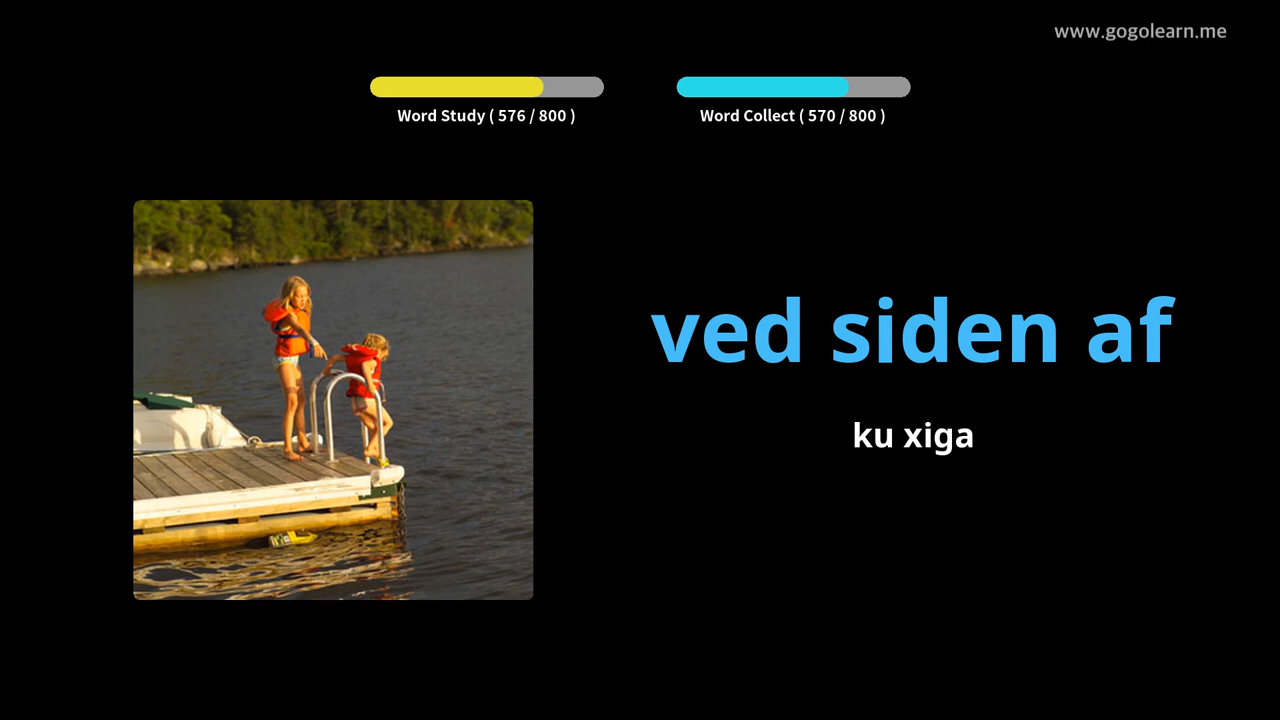 www.gogolearn.me
Word Study ( 576 / 800 )
Word Collect ( 570 / 800 )
ved siden af
ku xiga